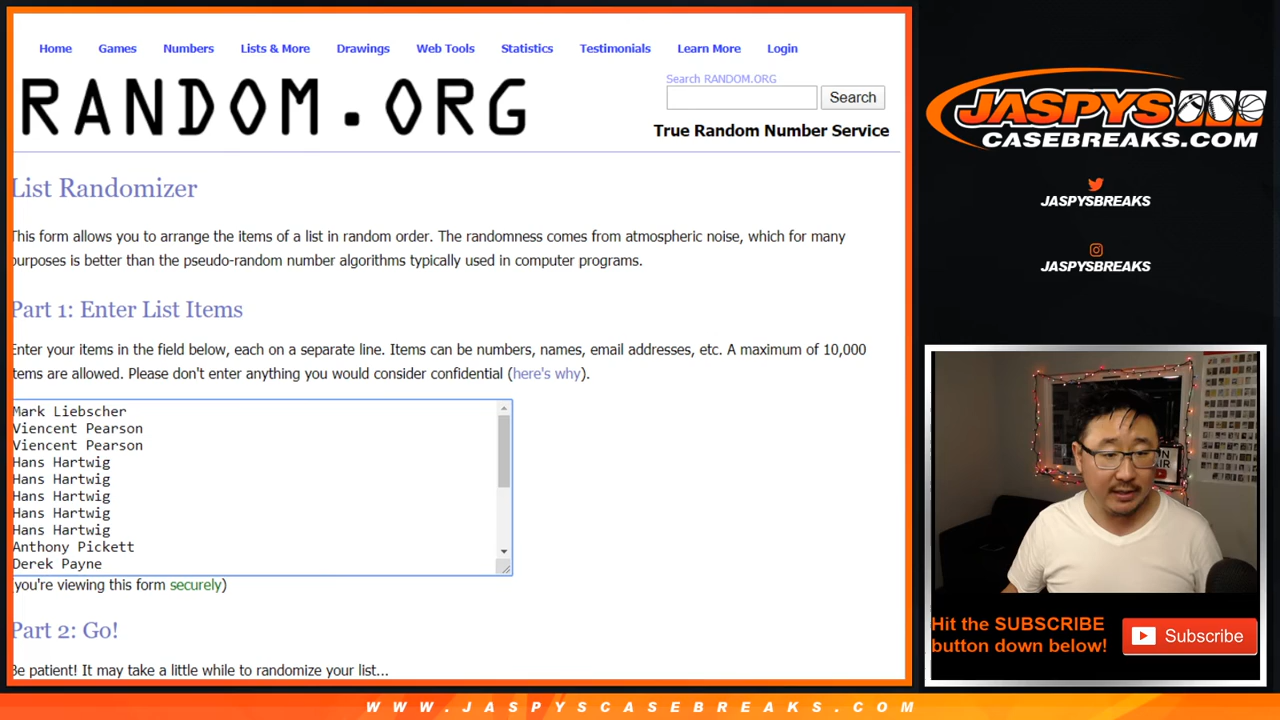 Home Games Numbers Lists & More Drawings Web Tools Statistics Testimonials Learn More Login
RANDOM.ORG
Search RANDOM.ORG
Search
True Random Number Service
List Randomizer
This form allows you to arrange the items of a list in random order. The randomness comes from atmospheric noise, which for many
purposes is better than the pseudo-random number algorithms typically used in computer programs.
Part 1: Enter List Items
Enter your items in the field below, each on a separate line. Items can be numbers, names, email addresses, etc. A maximum of 10,000
items are allowed. Please don't enter anything you would consider confidential (here's why).
Mark Liebscher
Viencent Pearson
Viencent Pearson
Hans Hartwig
Hans Hartwig
Hans Hartwig
Hans Hartwig
Hans Hartwig
Anthony Pickett
Derek Payne
(you're viewing this form securely)
Part 2: Go!
Be patient! It may take a little while to randomize your list...
JASPYS
CASEBREAKS.COM
JASPYSBREAKS
JASPYSBREAKS
Hit the SUBSCRIBE
button down below!
Subscribe
WWW.JASPYSCASEBREAKS.COM